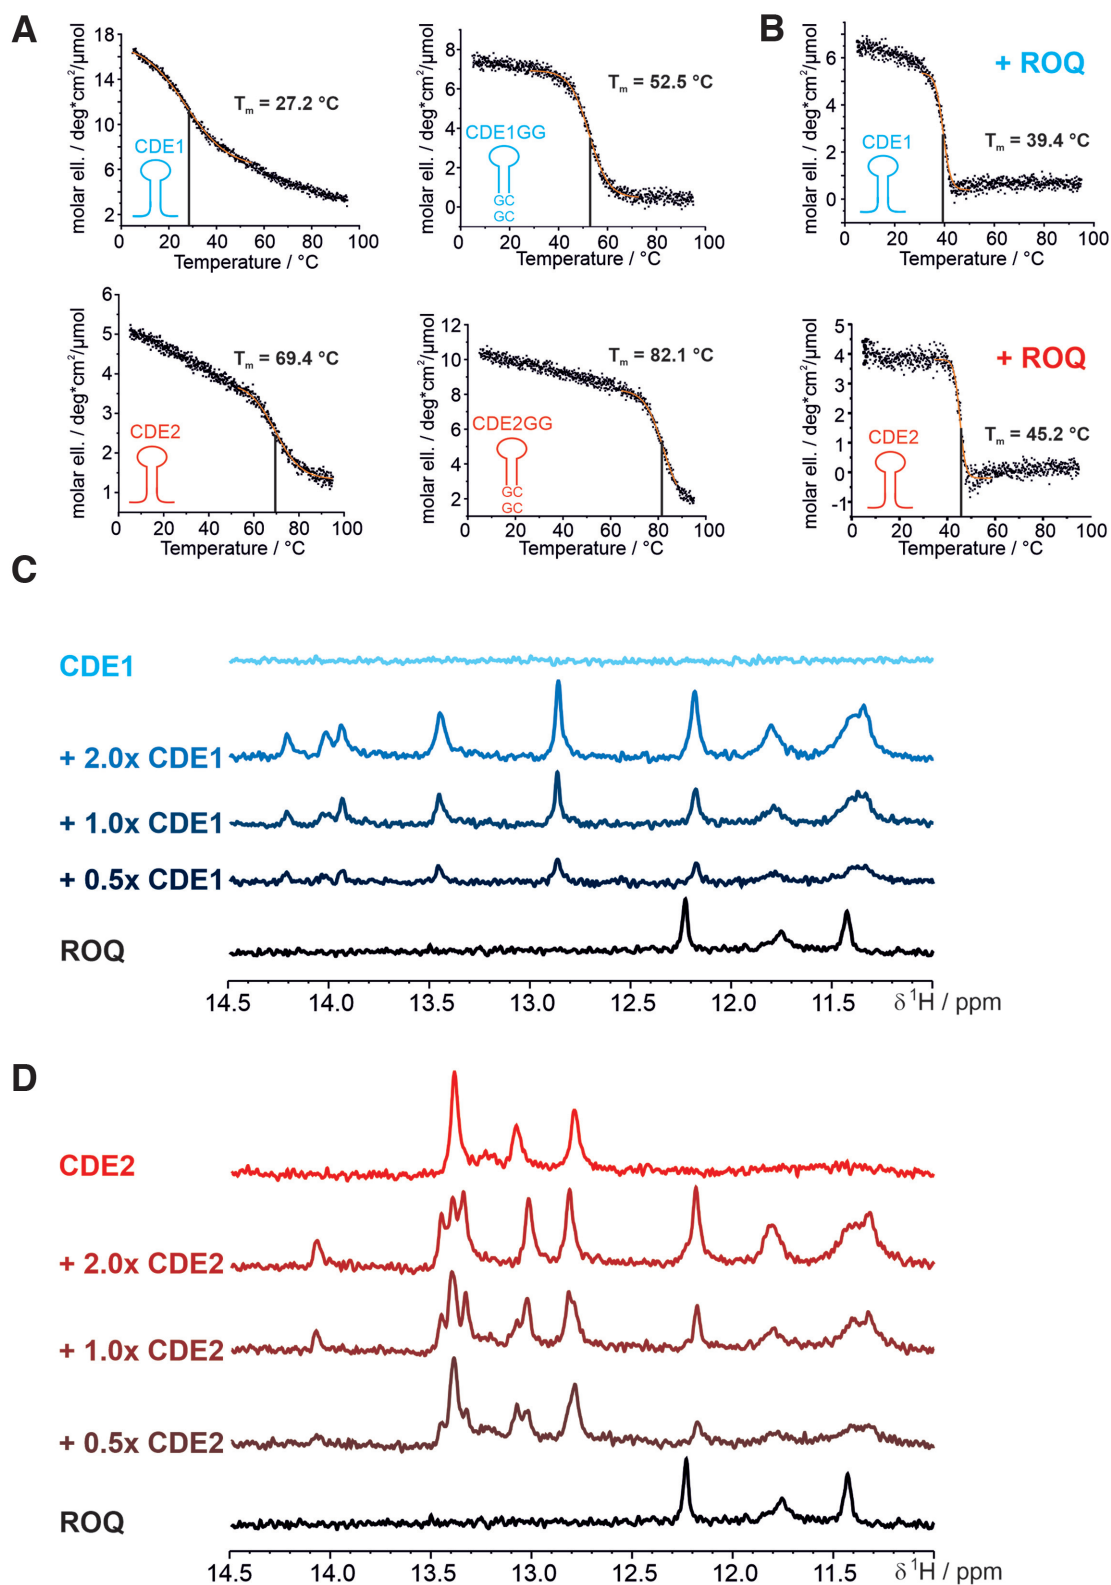 A
B
molar ell. / deg*cm²/µmol
18
14
10
6
2
Tₘ = 27.2 °C
CDE1
0 20 40 60 80 100
Temperature / °C
molar ell. / deg*cm²/µmol
8
6
4
2
0
Tₘ = 52.5 °C
CDE1GG
GC
GC
0 20 40 60 80 100
Temperature / °C
molar ell. / deg*cm²/µmol
6
4
2
0
+ ROQ
Tₘ = 39.4 °C
CDE1
0 20 40 60 80 100
Temperature / °C
molar ell. / deg*cm²/µmol
6
5
4
3
2
1
Tₘ = 69.4 °C
CDE2
0 20 40 60 80 100
Temperature / °C
molar ell. / deg*cm²/µmol
12
10
8
6
4
2
Tₘ = 82.1 °C
CDE2GG
GC
GC
0 20 40 60 80 100
Temperature / °C
molar ell. / deg*cm²/µmol
5
4
3
2
1
0
-1
+ ROQ
Tₘ = 45.2 °C
CDE2
0 20 40 60 80 100
Temperature / °C
C
CDE1
+ 2.0x CDE1
+ 1.0x CDE1
+ 0.5x CDE1
ROQ
14.5 14.0 13.5 13.0 12.5 12.0 11.5 δ ¹H / ppm
D
CDE2
+ 2.0x CDE2
+ 1.0x CDE2
+ 0.5x CDE2
ROQ
14.5 14.0 13.5 13.0 12.5 12.0 11.5 δ ¹H / ppm